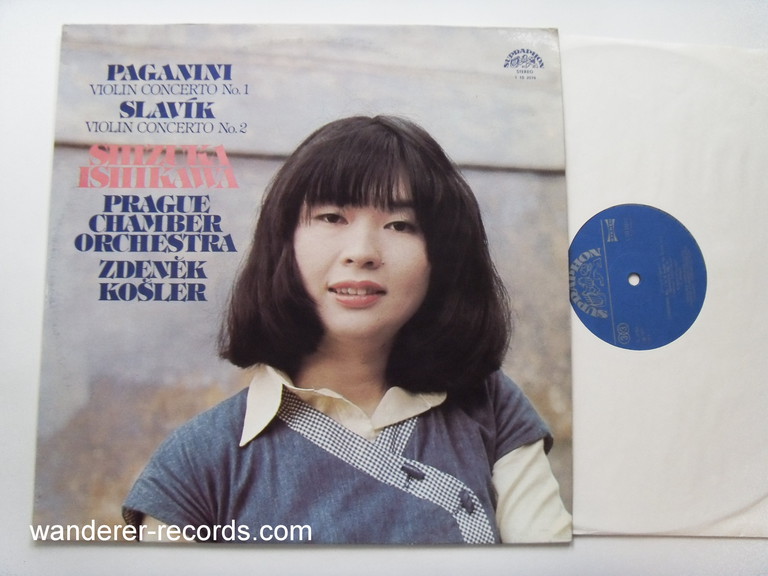 PAGANINI
VIOLIN CONCERTO No.1
SLAVÍK
VIOLIN CONCERTO No.2
SHIZUKA
ISHIKAWA
PRAGUE
CHAMBER
ORCHESTRA
ZDENĚK
KOŠLER
SUPRAPHON
STEREO
SUPRAPHON
wanderer-records.com